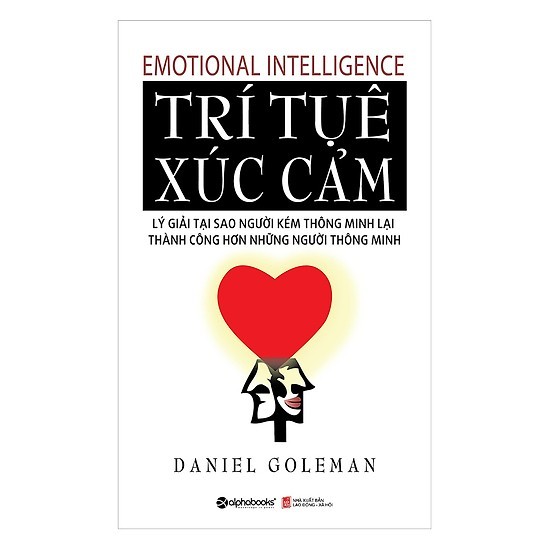 EMOTIONAL INTELLIGENCE
TRÍ TUỆ
XÚC CẢM
LÝ GIẢI TẠI SAO NGƯỜI KÉM THÔNG MINH LẠI
THÀNH CÔNG HƠN NHỮNG NGƯỜI THÔNG MINH
DANIEL GOLEMAN
alphabooks
NHÀ XUẤT BẢN
LAO ĐỘNG - XÃ HỘI